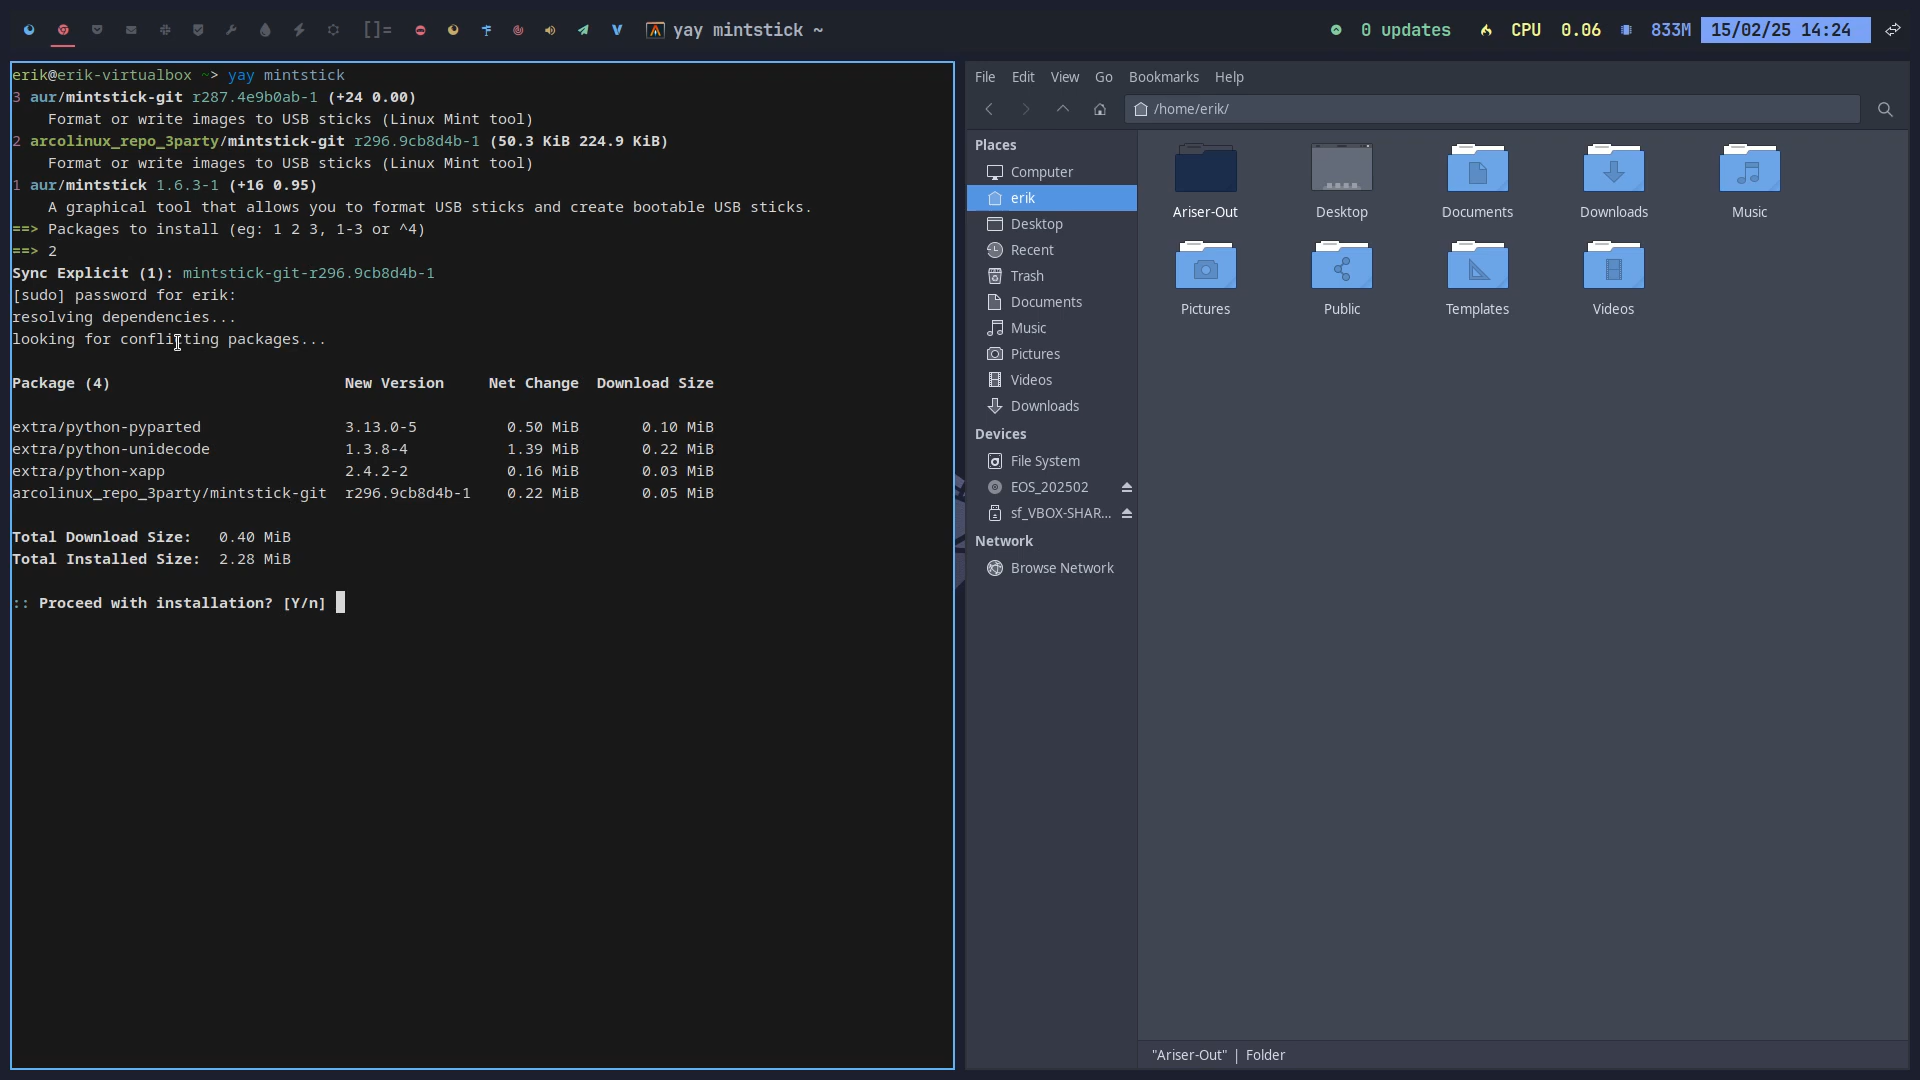 []= yay mintstick ~ 0 updates CPU 0.06 833M 15/02/25 14:24
erik@erik-virtualbox ~> yay mintstick
3 aur/mintstick-git r287.4e9b0ab-1 (+24 0.00)
    Format or write images to USB sticks (Linux Mint tool)
2 arcolinux_repo_3party/mintstick-git r296.9cb8d4b-1 (50.3 KiB 224.9 KiB)
    Format or write images to USB sticks (Linux Mint tool)
1 aur/mintstick 1.6.3-1 (+16 0.95)
    A graphical tool that allows you to format USB sticks and create bootable USB sticks.
==> Packages to install (eg: 1 2 3, 1-3 or ^4)
==> 2
Sync Explicit (1): mintstick-git-r296.9cb8d4b-1
[sudo] password for erik:
resolving dependencies...
looking for conflicting packages...
Package (4) New Version Net Change Download Size
extra/python-pyparted 3.13.0-5 0.50 MiB 0.10 MiB
extra/python-unidecode 1.3.8-4 1.39 MiB 0.22 MiB
extra/python-xapp 2.4.2-2 0.16 MiB 0.03 MiB
arcolinux_repo_3party/mintstick-git r296.9cb8d4b-1 0.22 MiB 0.05 MiB
Total Download Size: 0.40 MiB
Total Installed Size: 2.28 MiB
:: Proceed with installation? [Y/n]
File Edit View Go Bookmarks Help
/home/erik/
Places
Computer
erik
Desktop
Recent
Trash
Documents
Music
Pictures
Videos
Downloads
Devices
File System
EOS_202502
sf_VBOX-SHAR...
Network
Browse Network
Ariser-Out Desktop Documents Downloads Music
Pictures Public Templates Videos
"Ariser-Out" | Folder